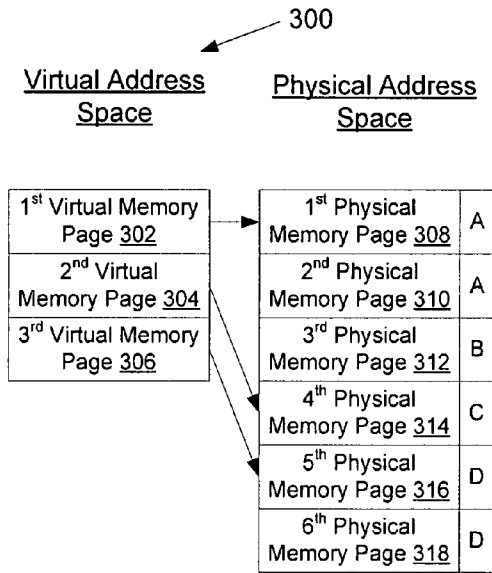 300
Virtual Address
Space
Physical Address
Space
1st Virtual Memory
Page 302
2nd Virtual
Memory Page 304
3rd Virtual Memory
Page 306
1st Physical
Memory Page 308
A
2nd Physical
Memory Page 310
A
3rd Physical
Memory Page 312
B
4th Physical
Memory Page 314
C
5th Physical
Memory Page 316
D
6th Physical
Memory Page 318
D